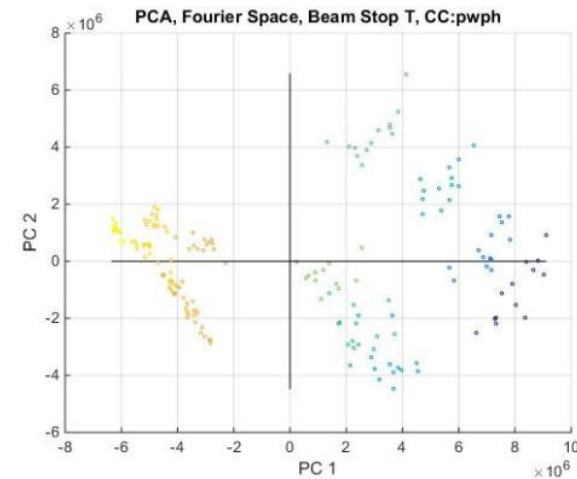 PCA, Fourier Space, Beam Stop T, CC:pwph
× 10⁶
8
6
4
2
0
-2
-4
-6
PC 2
-8 -6 -4 -2 0 2 4 6 8 10
PC 1
× 10⁶